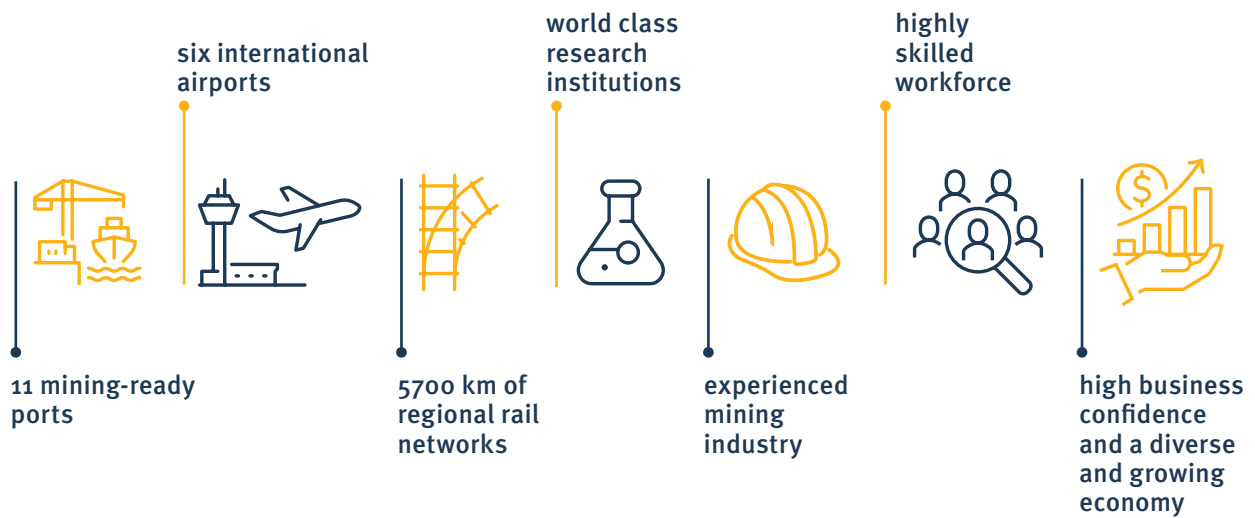 11 mining-ready
ports
six international
airports
5700 km of
regional rail
networks
world class
research
institutions
experienced
mining
industry
highly
skilled
workforce
$
high business
confidence
and a diverse
and growing
economy